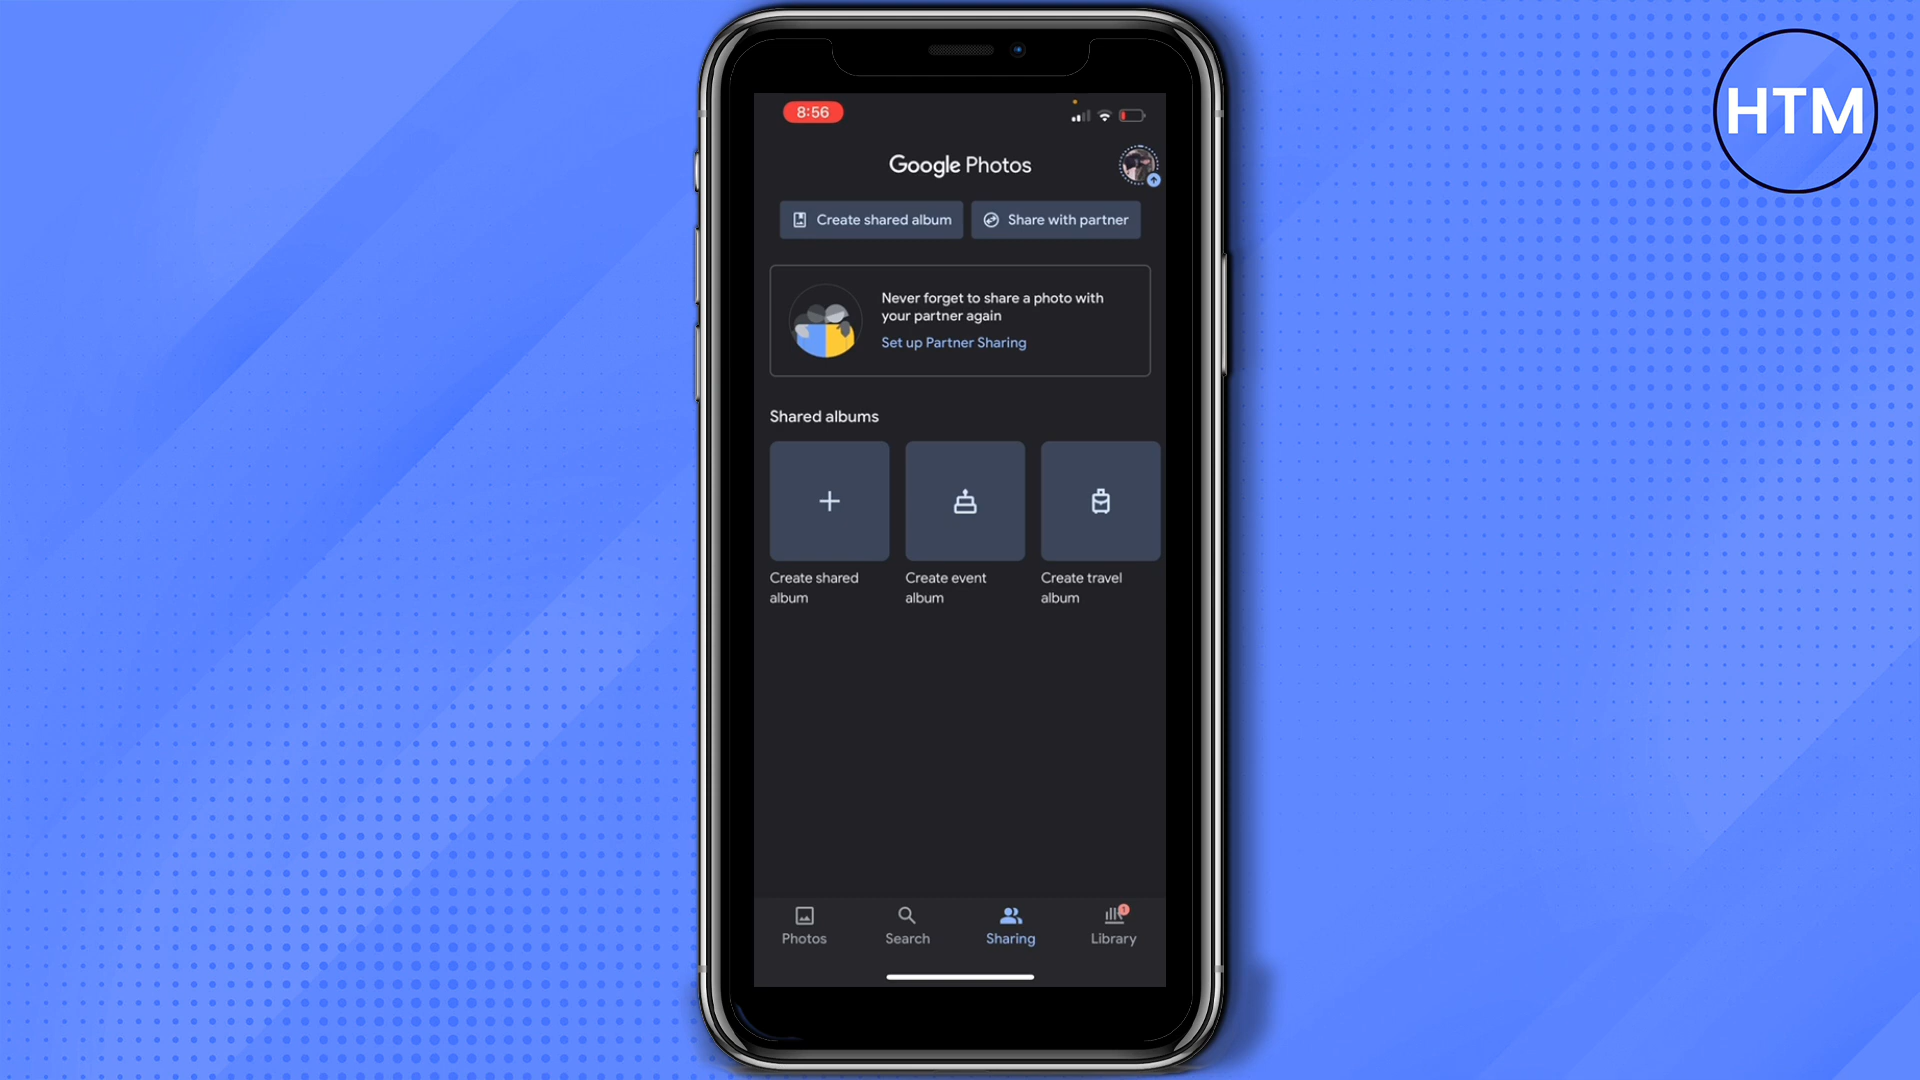 HTM
8:56
Google Photos
Create shared album
Share with partner
Never forget to share a photo with
your partner again
Set up Partner Sharing
Shared albums
Create shared
album
Create event
album
Create travel
album
Photos
Search
Sharing
1
Library